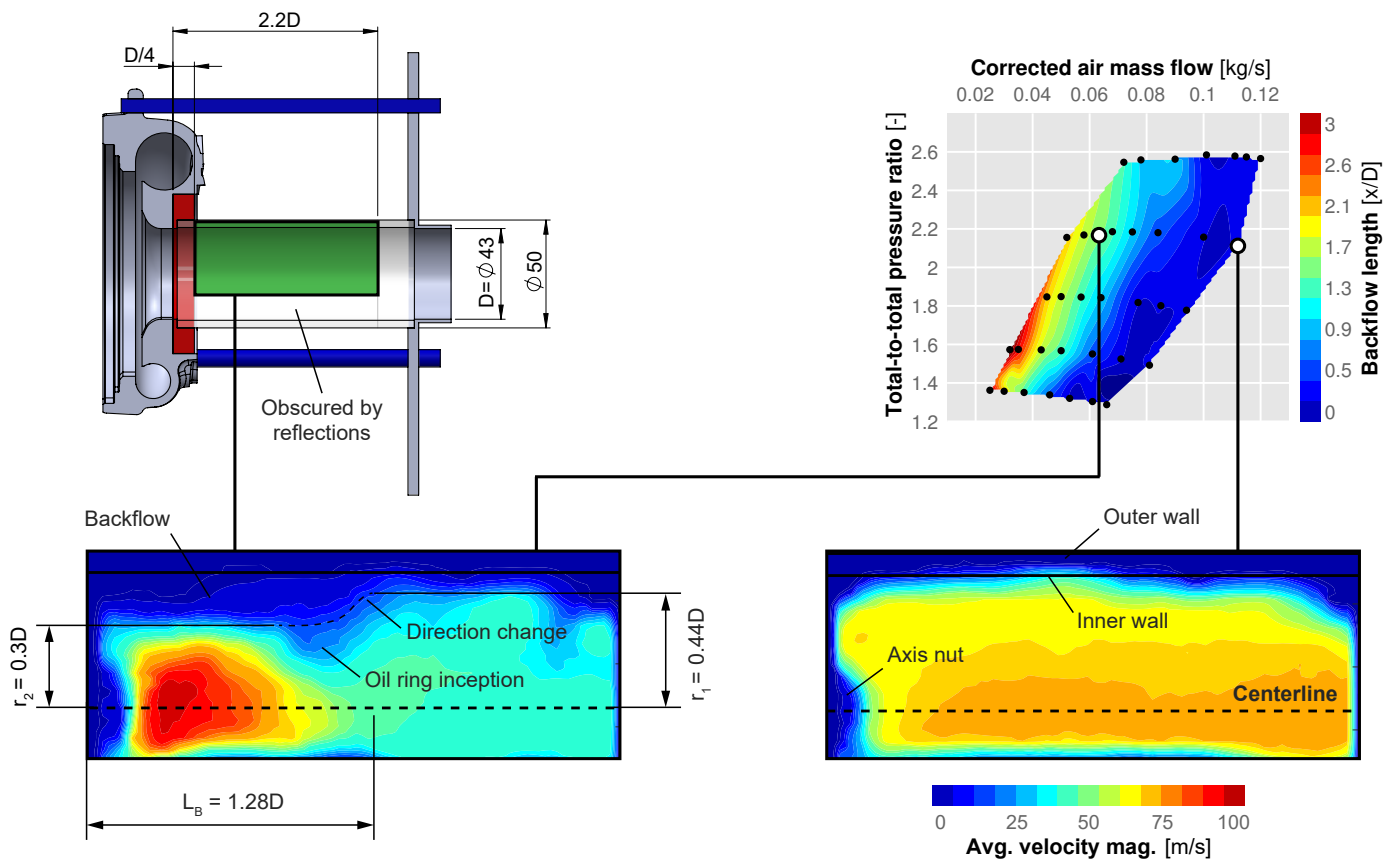 2.2D
D/4
D= ∅ 43
∅ 50
Obscured by
reflections
Corrected air mass flow [kg/s]
0.02 0.04 0.06 0.08 0.1 0.12
Total-to-total pressure ratio [-]
2.6
2.4
2.2
2
1.8
1.6
1.4
1.2
3
2.6
2.1
1.7
1.3
0.9
0.5
0
Backflow length [x/D]
Backflow
Direction change
Oil ring inception
r2 = 0.3D
r1 = 0.44D
LB = 1.28D
Outer wall
Inner wall
Axis nut
Centerline
0 25 50 75 100
Avg. velocity mag. [m/s]